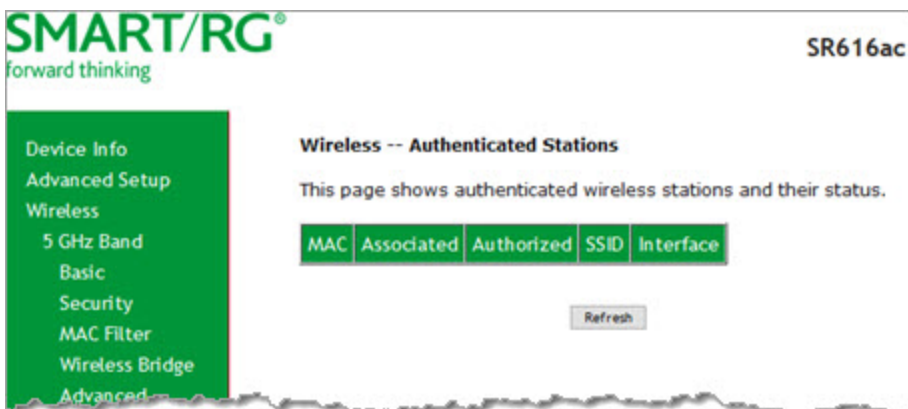 SMART/RG®
forward thinking
SR616ac
Device Info
Advanced Setup
Wireless
5 GHz Band
Basic
Security
MAC Filter
Wireless Bridge
Advanced
Wireless -- Authenticated Stations
This page shows authenticated wireless stations and their status.
MAC Associated Authorized SSID Interface
Refresh